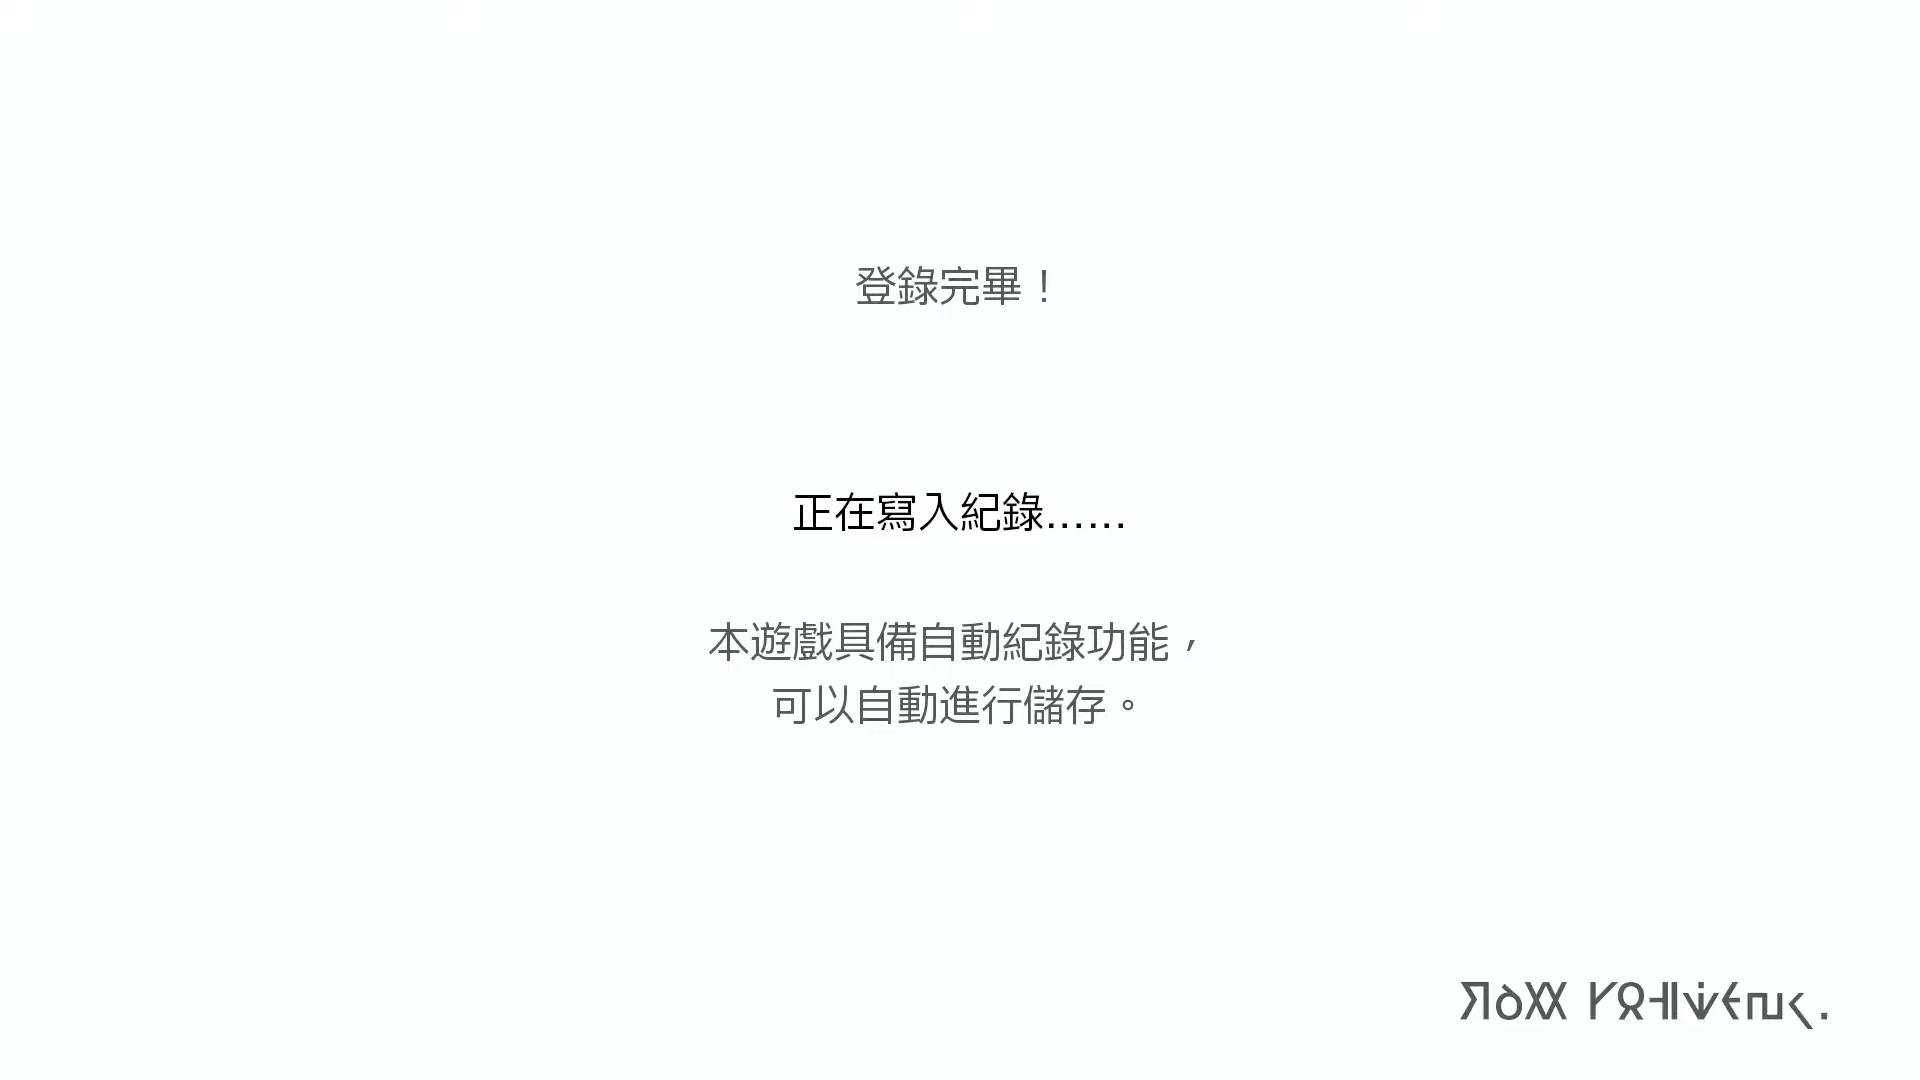 登錄完畢！
正在寫入紀錄……
本遊戲具備自動紀錄功能，
可以自動進行儲存。